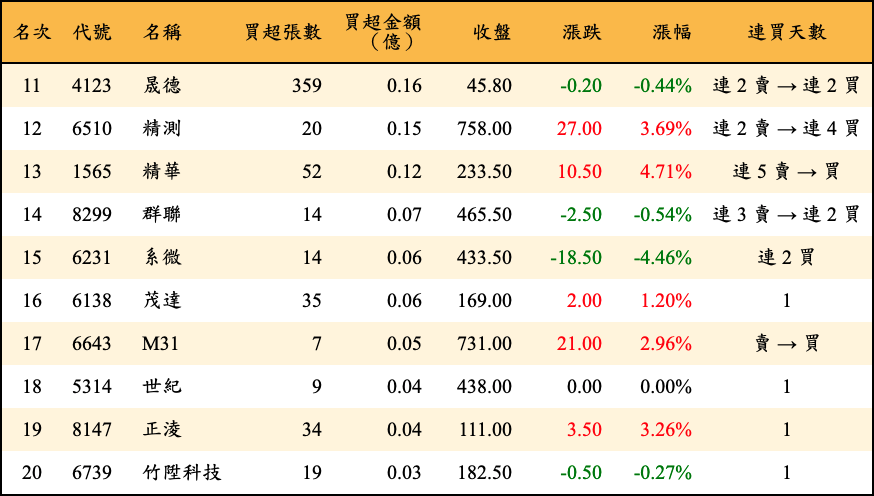 名次 代號 名稱 買超張數 買超金額（億） 收盤 漲跌 漲幅 連買天數
11 4123 晟德 359 0.16 45.80 -0.20 -0.44% 連 2 賣 → 連 2 買
12 6510 精測 20 0.15 758.00 27.00 3.69% 連 2 賣 → 連 4 買
13 1565 精華 52 0.12 233.50 10.50 4.71% 連 5 賣 → 買
14 8299 群聯 14 0.07 465.50 -2.50 -0.54% 連 3 賣 → 連 2 買
15 6231 系微 14 0.06 433.50 -18.50 -4.46% 連 2 買
16 6138 茂達 35 0.06 169.00 2.00 1.20% 1
17 6643 M31 7 0.05 731.00 21.00 2.96% 賣 → 買
18 5314 世紀 9 0.04 438.00 0.00 0.00% 1
19 8147 正淩 34 0.04 111.00 3.50 3.26% 1
20 6739 竹陞科技 19 0.03 182.50 -0.50 -0.27% 1